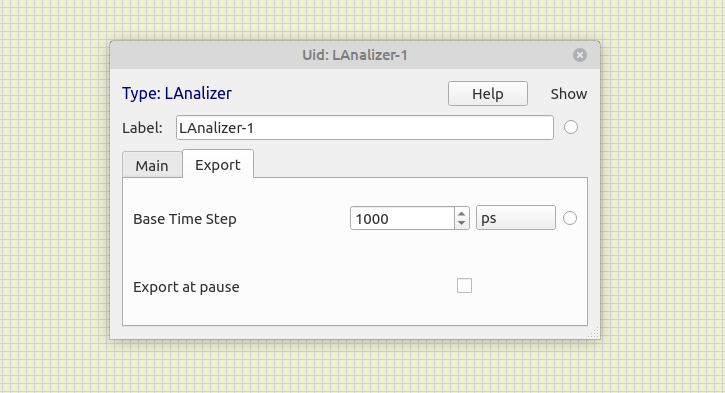 Uid: LAnalizer-1
Type: LAnalizer Help Show
Label: LAnalizer-1
Main Export
Base Time Step 1000 ps
Export at pause